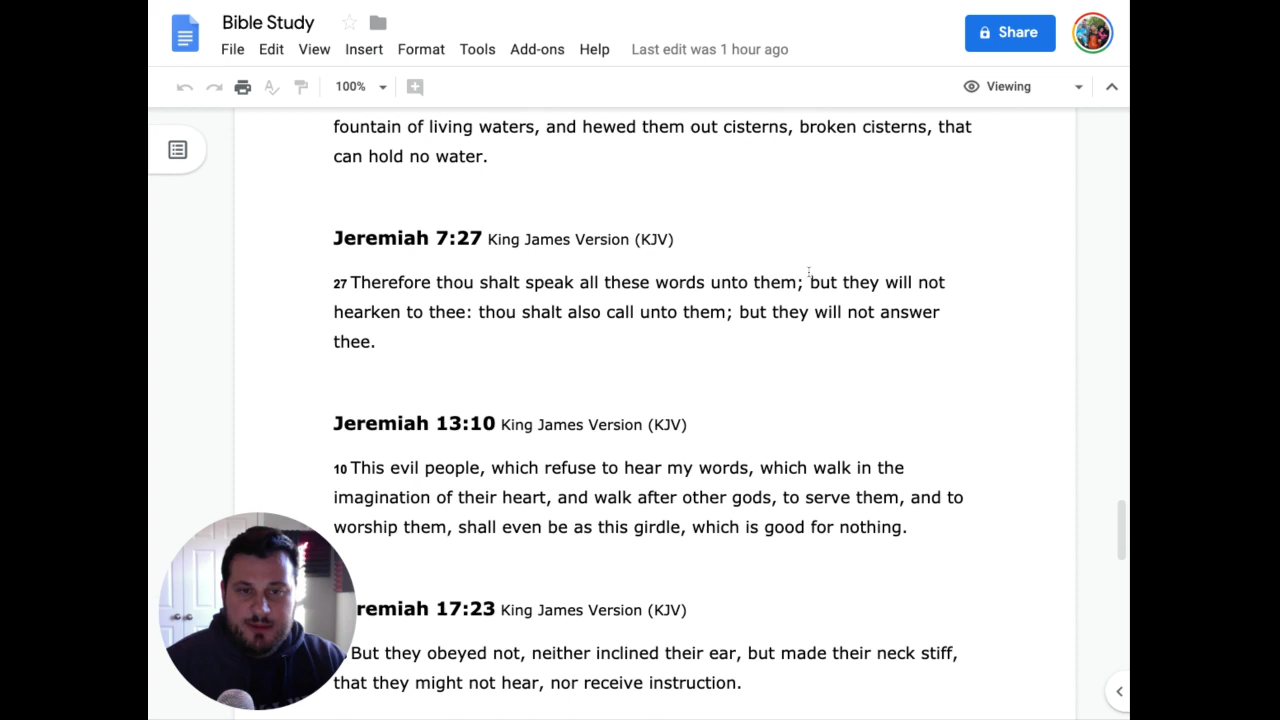 Bible Study
File Edit View Insert Format Tools Add-ons Help Last edit was 1 hour ago
Share
100%
Viewing
fountain of living waters, and hewed them out cisterns, broken cisterns, that
can hold no water.
Jeremiah 7:27 King James Version (KJV)
27 Therefore thou shalt speak all these words unto them; but they will not
hearken to thee: thou shalt also call unto them; but they will not answer
thee.
Jeremiah 13:10 King James Version (KJV)
10 This evil people, which refuse to hear my words, which walk in the
imagination of their heart, and walk after other gods, to serve them, and to
worship them, shall even be as this girdle, which is good for nothing.
remiah 17:23 King James Version (KJV)
But they obeyed not, neither inclined their ear, but made their neck stiff,
that they might not hear, nor receive instruction.